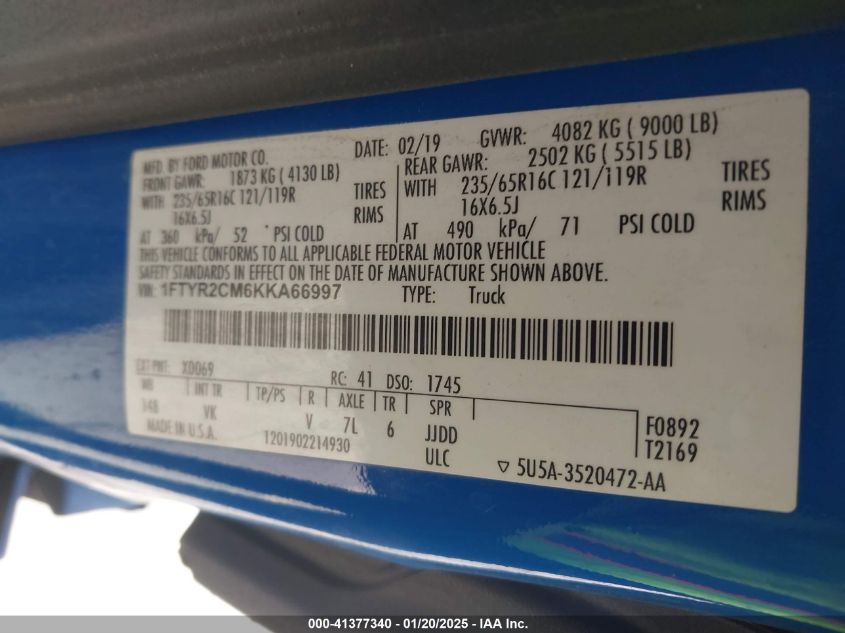 MFD. BY FORD MOTOR CO. DATE: 02/19 GVWR: 4082 KG ( 9000 LB)
FRONT GAWR: 1873 KG ( 4130 LB) REAR GAWR: 2502 KG ( 5515 LB)
WITH 235/65R16C 121/119R TIRES WITH 235/65R16C 121/119R TIRES
16X6.5J RIMS 16X6.5J RIMS
AT 360 kPa/ 52 PSI COLD AT 490 kPa/ 71 PSI COLD
THIS VEHICLE CONFORMS TO ALL APPLICABLE FEDERAL MOTOR VEHICLE
SAFETY STANDARDS IN EFFECT ON THE DATE OF MANUFACTURE SHOWN ABOVE.
VIN: 1FTYR2CM6KKA66997 TYPE: Truck
EXT PNT: XD069 RC: 41 DSO: 1745
WB INT TR TP/PS R AXLE TR SPR F0892
148 VK V 7L 6 JJDD T2169
MADE IN U.S.A. 1201902214930 ULC ▽ 5U5A-3520472-AA
000-41377340 - 01/20/2025 - IAA Inc.